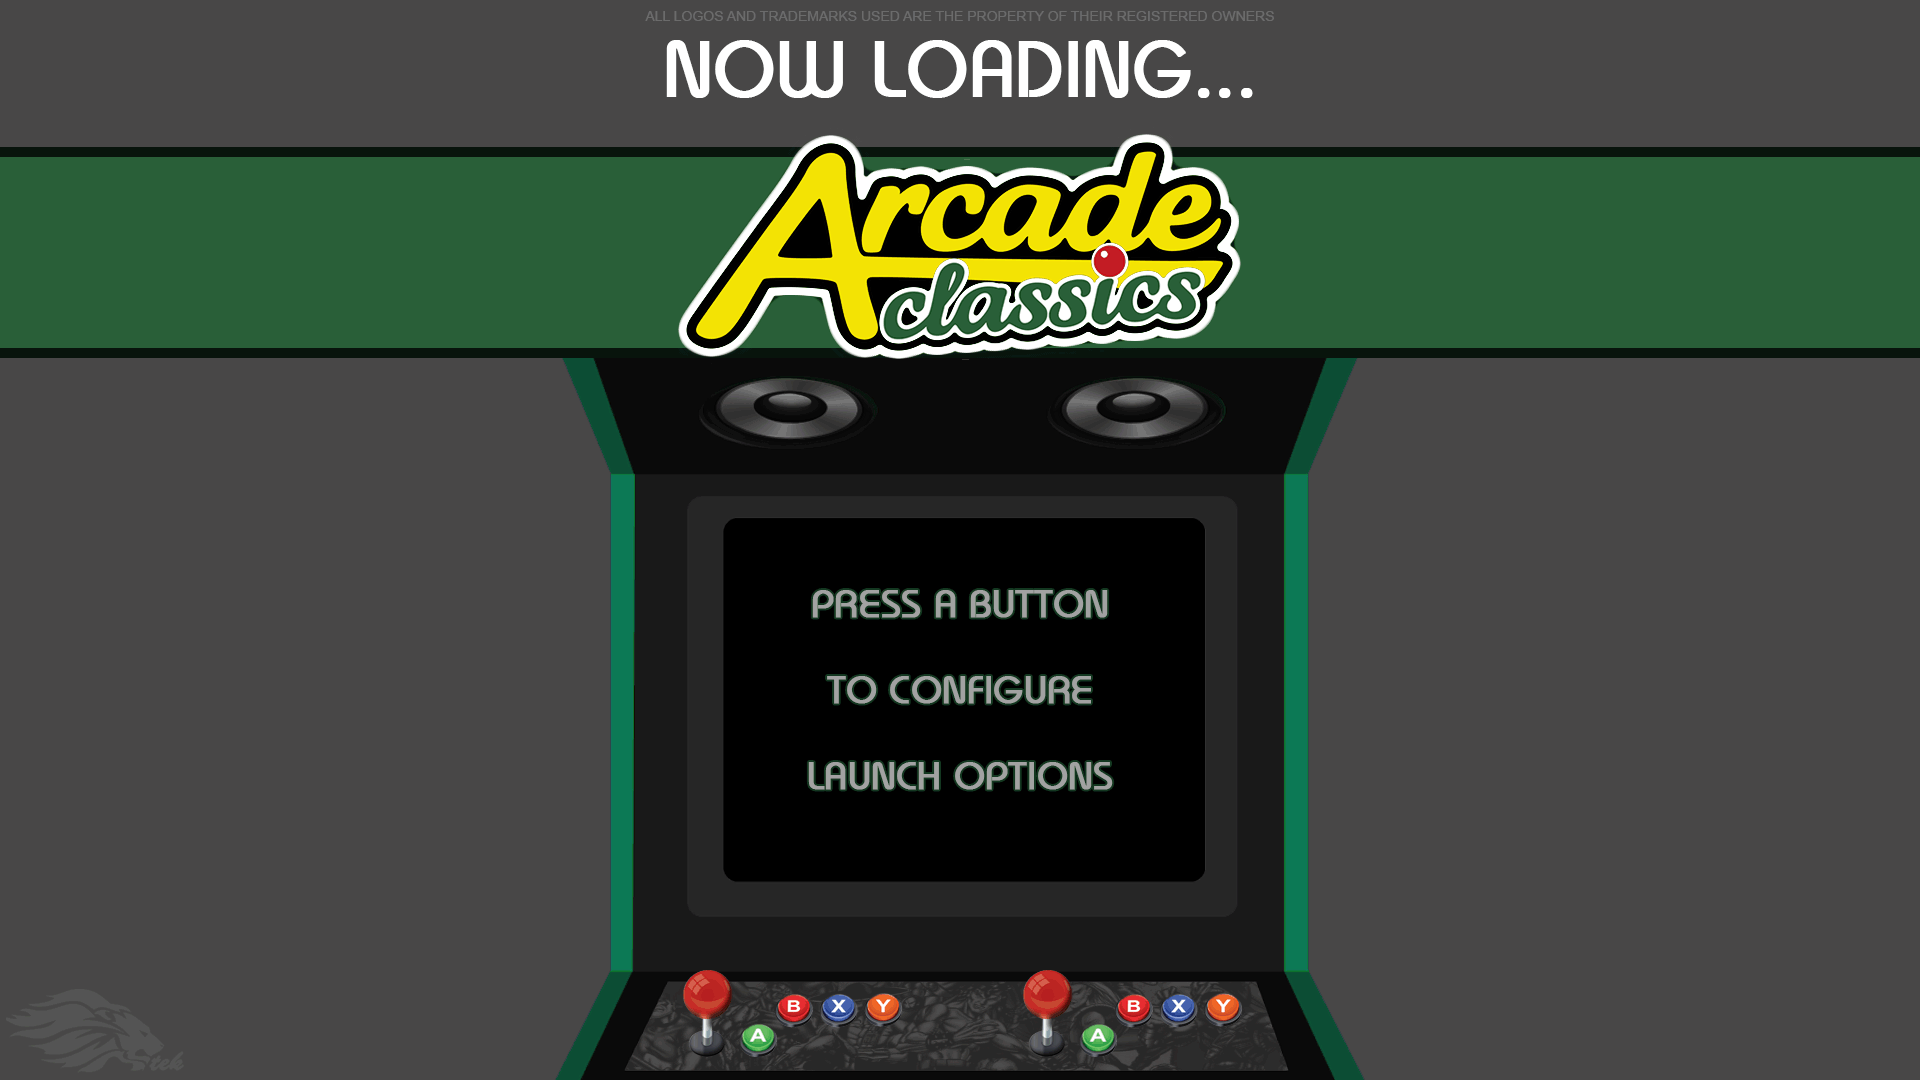 ALL LOGOS AND TRADEMARKS USED ARE THE PROPERTY OF THEIR REGISTERED OWNERS
NOW LOADING...
Arcade
classics
PRESS A BUTTON
TO CONFIGURE
LAUNCH OPTIONS
B X Y B X Y
A A
tek